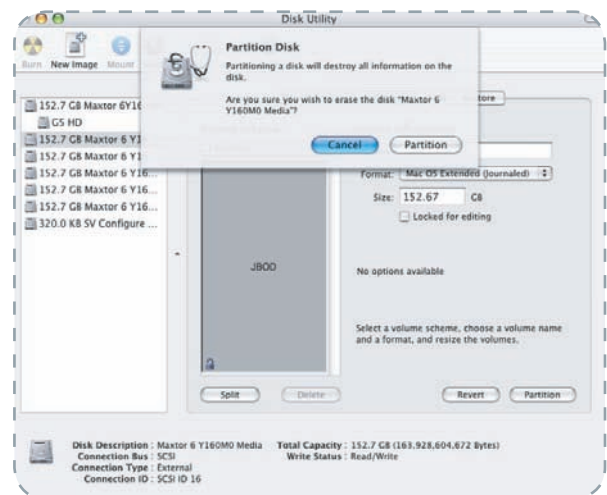 Disk Utility
Burn New Image Mount
Partition Disk
Partitioning a disk will destroy all information on the
disk.
Are you sure you wish to erase the disk "Maxtor 6
Y160M0 Media"?
Cancel Partition
152.7 GB Maxtor 6Y16
G5 HD
152.7 GB Maxtor 6 Y1
152.7 GB Maxtor 6 Y1
152.7 GB Maxtor 6 Y16...
152.7 GB Maxtor 6 Y16...
152.7 GB Maxtor 6 Y16...
320.0 KB SV Configure ...
tore
Format: Mac OS Extended (Journaled)
Size: 152.67 GB
Locked for editing
JBOD
No options available
Select a volume scheme, choose a volume name
and a format, and resize the volumes.
Split Delete Revert Partition
Disk Description : Maxtor 6 Y160M0 Media Total Capacity : 152.7 GB (163,928,604,672 Bytes)
Connection Bus : SCSI Write Status : Read/Write
Connection Type : External
Connection ID : SCSI ID 16